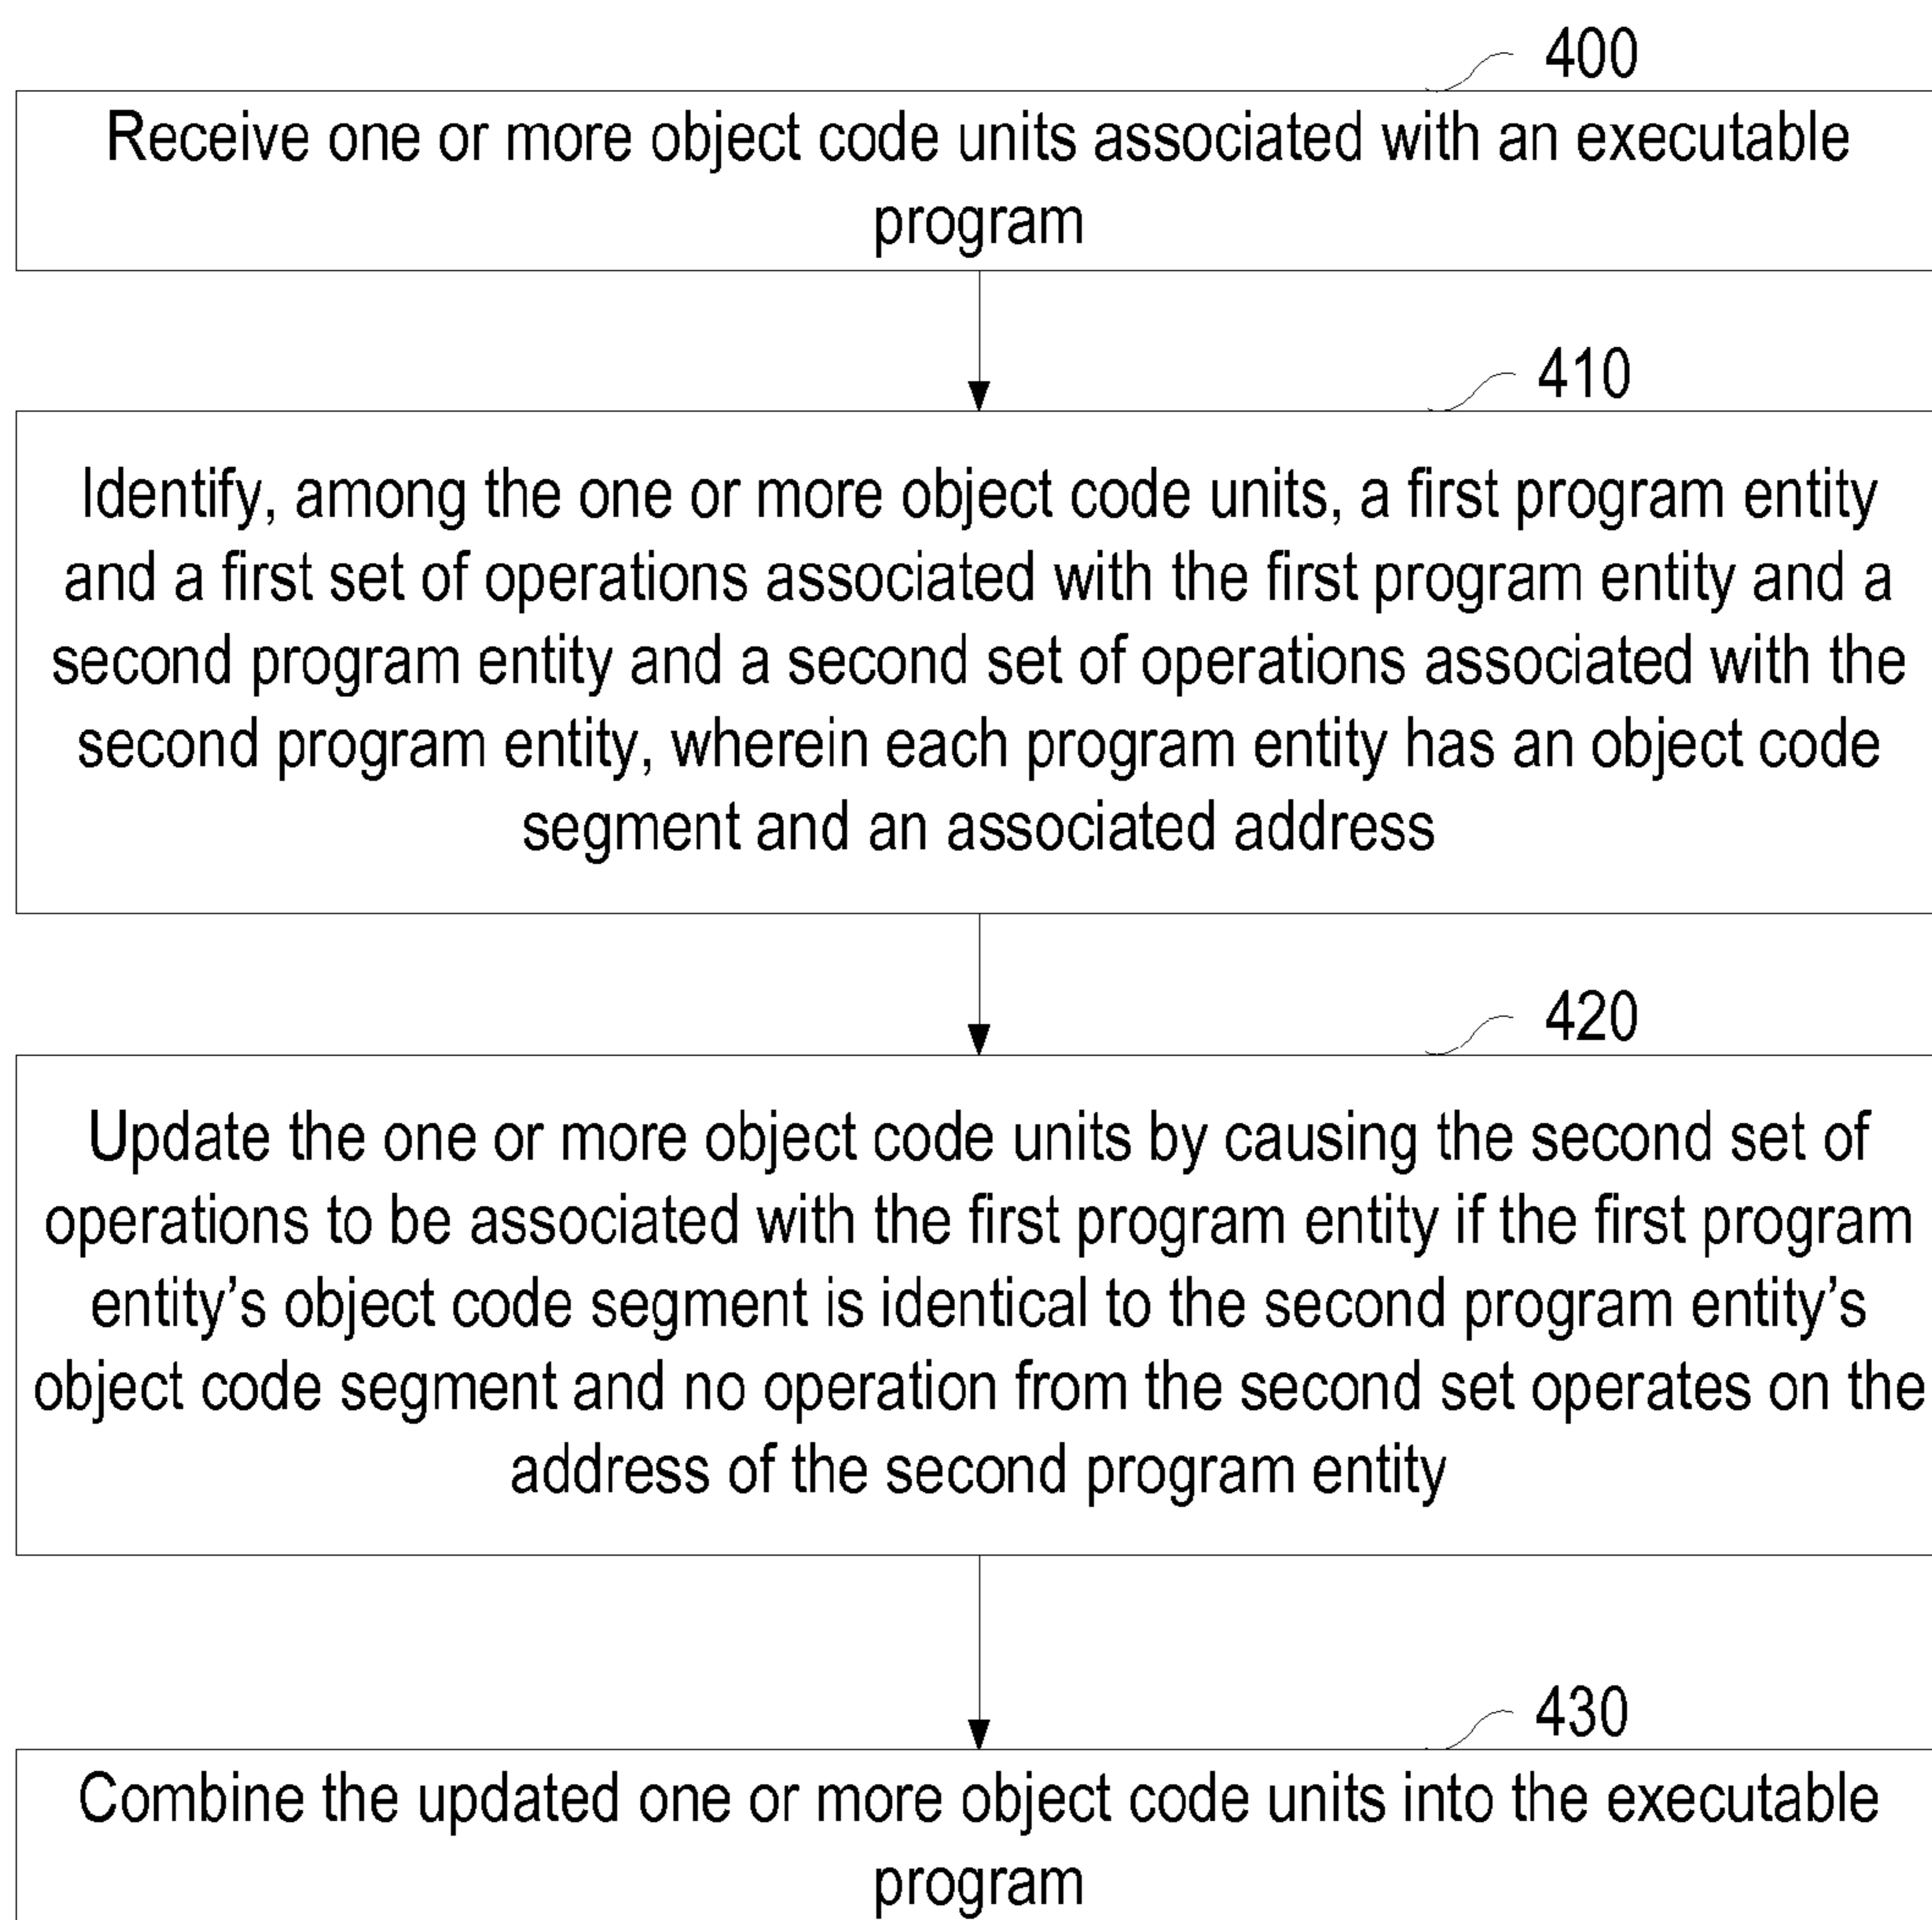 400
Receive one or more object code units associated with an executable
program
410
Identify, among the one or more object code units, a first program entity
and a first set of operations associated with the first program entity and a
second program entity and a second set of operations associated with the
second program entity, wherein each program entity has an object code
segment and an associated address
420
Update the one or more object code units by causing the second set of
operations to be associated with the first program entity if the first program
entity’s object code segment is identical to the second program entity’s
object code segment and no operation from the second set operates on the
address of the second program entity
430
Combine the updated one or more object code units into the executable
program